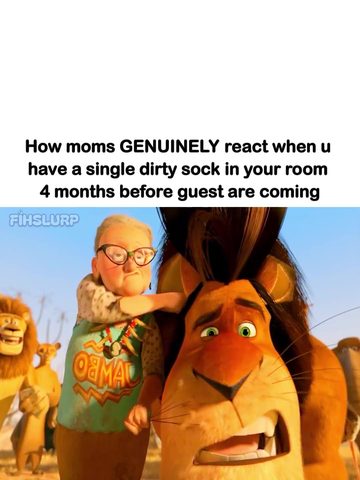 How moms GENUINELY react when u
have a single dirty sock in your room
4 months before guest are coming
FIHSLURP
JAMBO